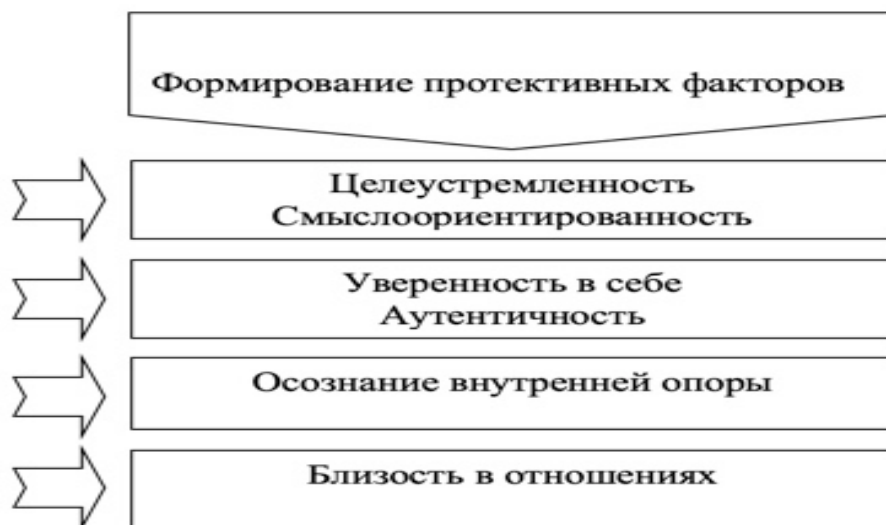 Формирование протективных факторов
Целеустремленность
Смыслоориентированность
Уверенность в себе
Аутентичность
Осознание внутренней опоры
Близость в отношениях